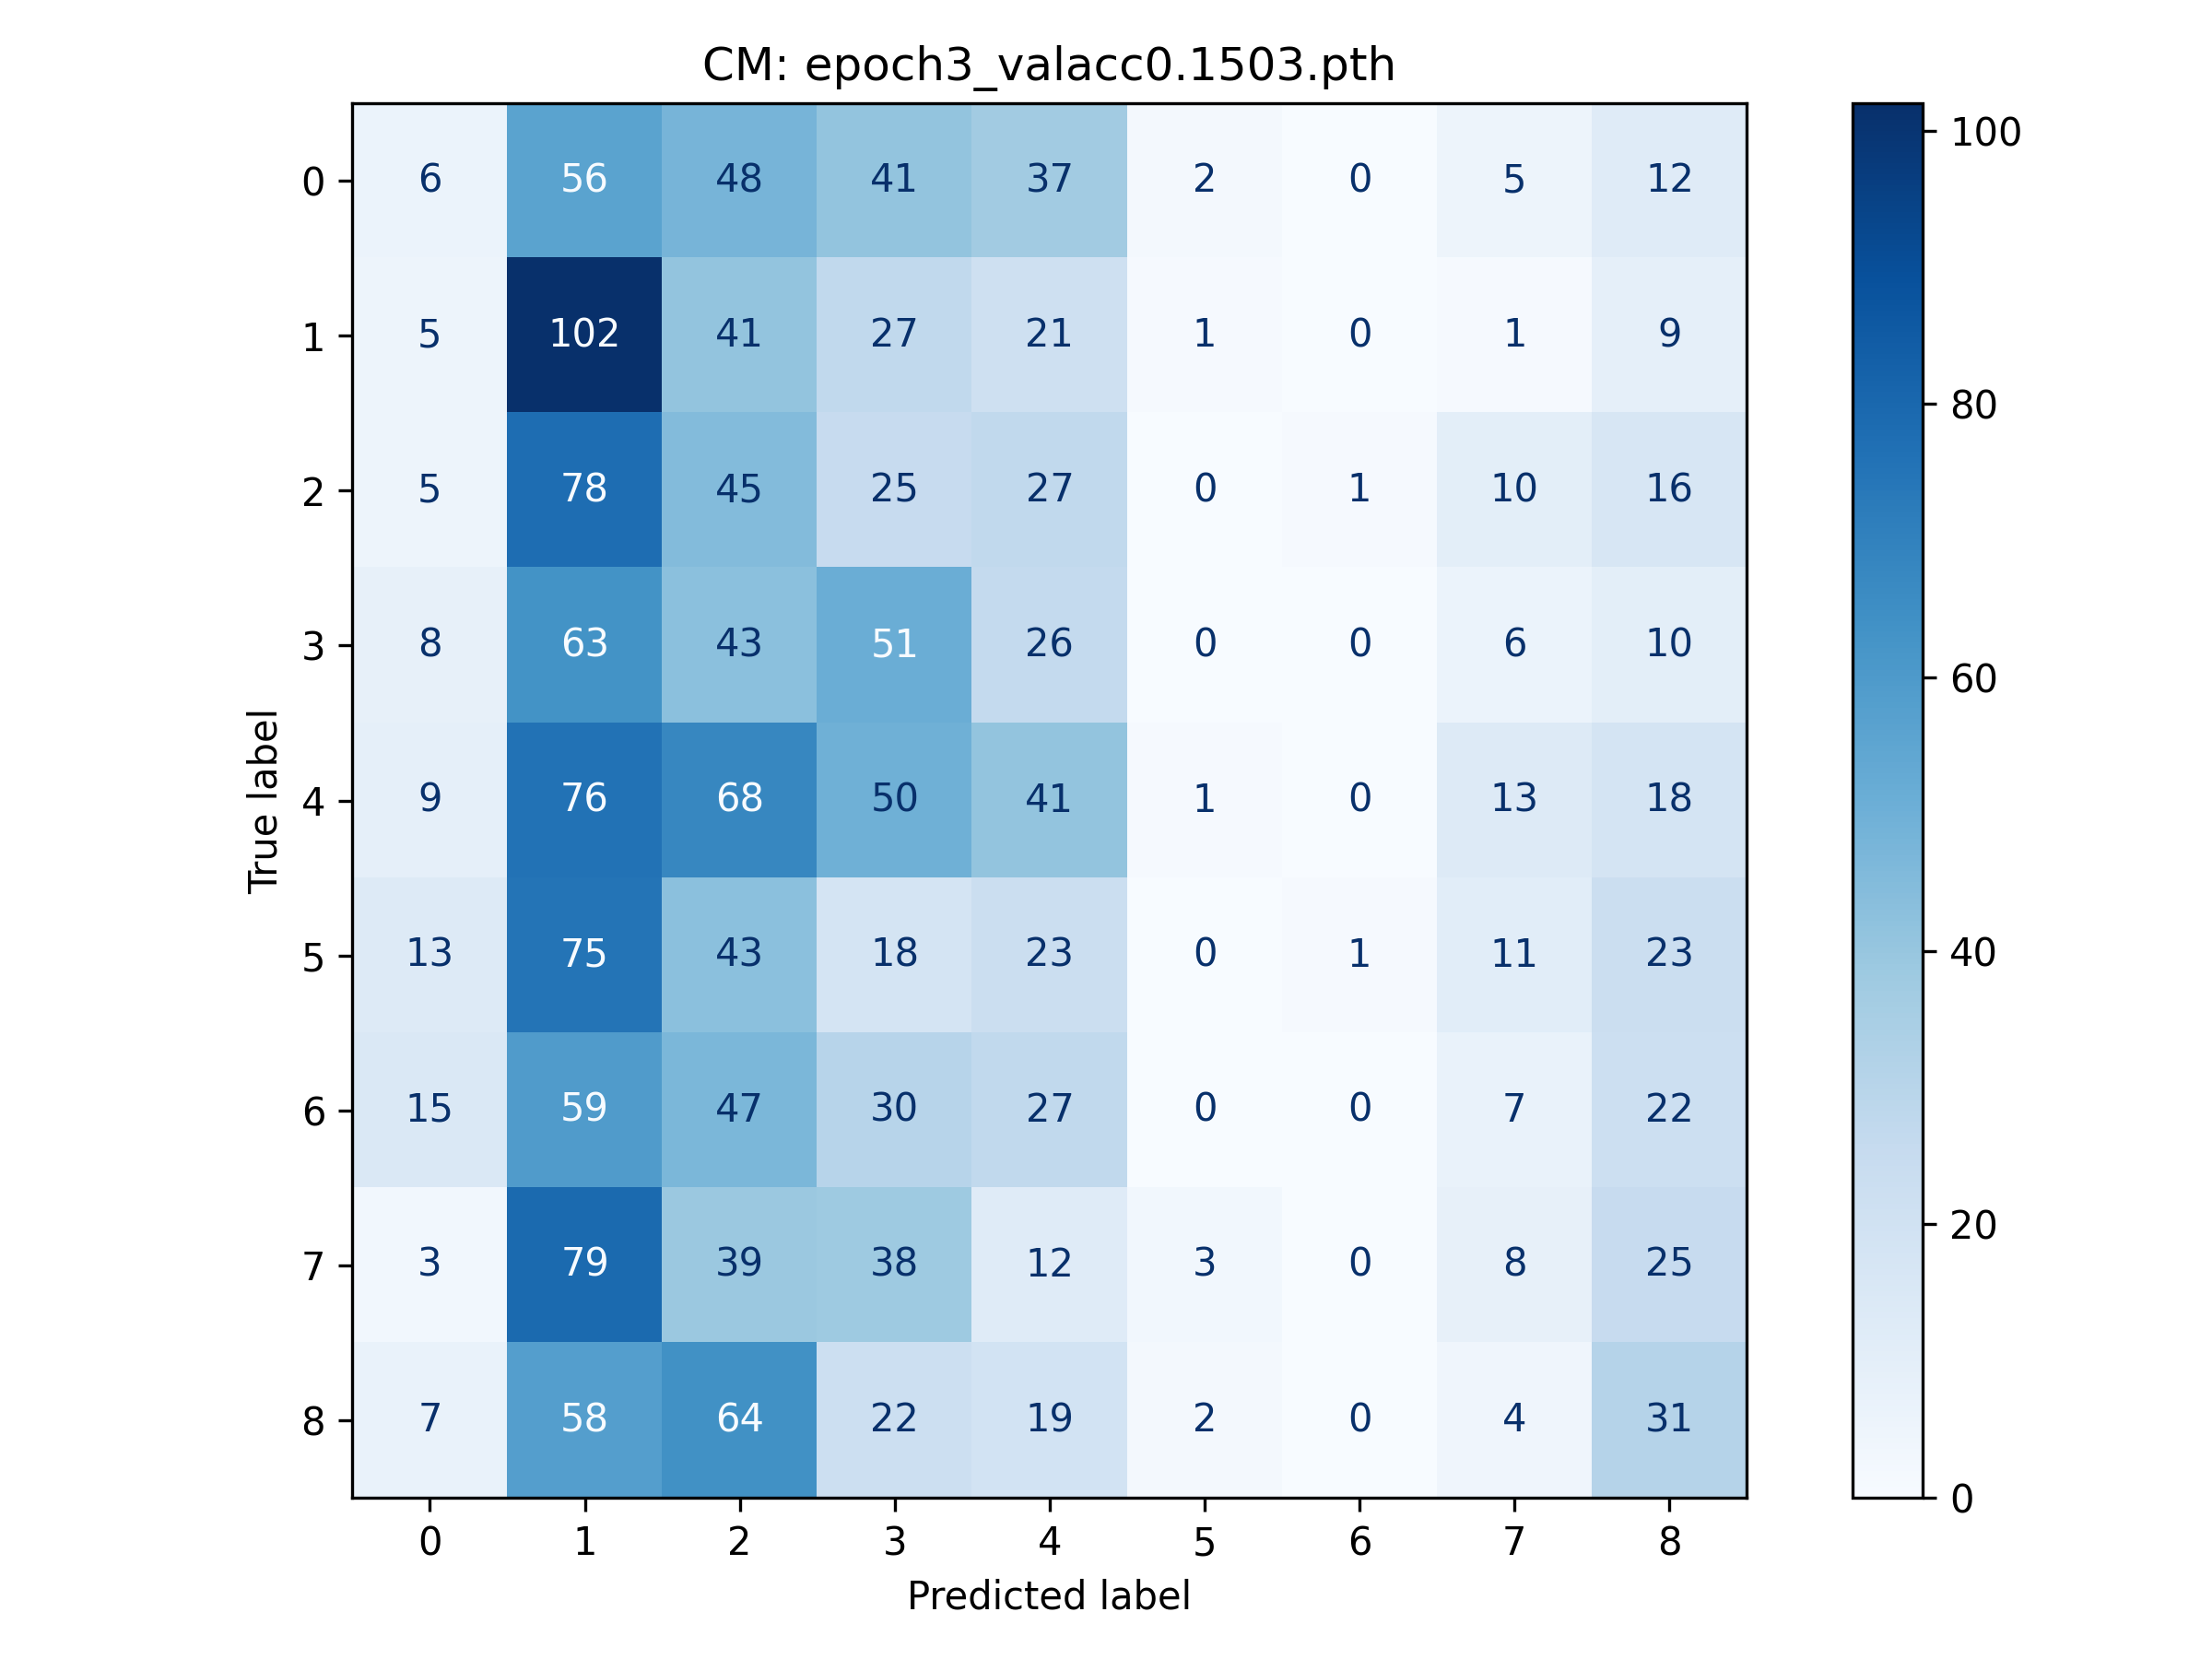 CM: epoch3_valacc0.1503.pth
True label
0 6 56 48 41 37 2 0 5 12
1 5 102 41 27 21 1 0 1 9
2 5 78 45 25 27 0 1 10 16
3 8 63 43 51 26 0 0 6 10
4 9 76 68 50 41 1 0 13 18
5 13 75 43 18 23 0 1 11 23
6 15 59 47 30 27 0 0 7 22
7 3 79 39 38 12 3 0 8 25
8 7 58 64 22 19 2 0 4 31
0 1 2 3 4 5 6 7 8
Predicted label
100
80
60
40
20
0